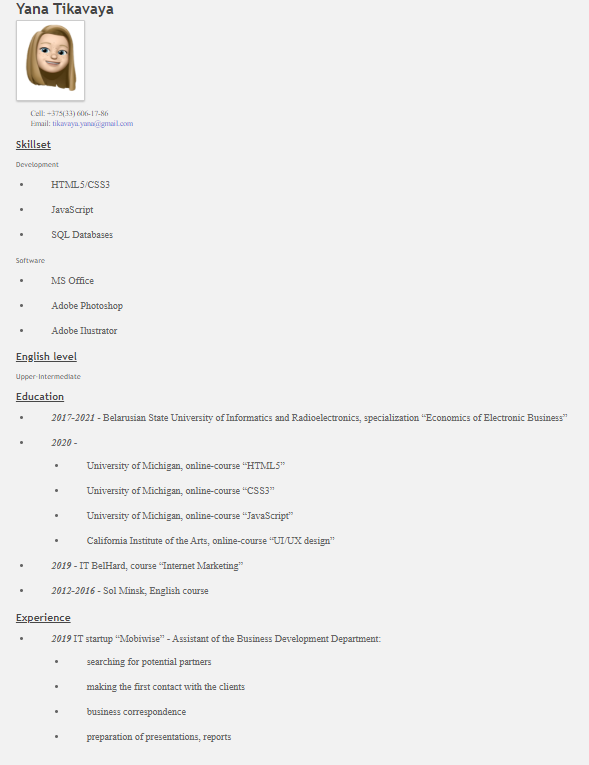 Yana Tikavaya
Cell: +375(33) 606-17-86
Email: tikavaya.yana@gmail.com
Skillset
Development
• HTML5/CSS3
• JavaScript
• SQL Databases
Software
• MS Office
• Adobe Photoshop
• Adobe Ilustrator
English level
Upper-Intermediate
Education
• 2017-2021 - Belarusian State University of Informatics and Radioelectronics, specialization “Economics of Electronic Business”
• 2020 -
• University of Michigan, online-course “HTML5”
• University of Michigan, online-course “CSS3”
• University of Michigan, online-course “JavaScript”
• California Institute of the Arts, online-course “UI/UX design”
• 2019 - IT BelHard, course “Internet Marketing”
• 2012-2016 - Sol Minsk, English course
Experience
• 2019 IT startup “Mobiwise” - Assistant of the Business Development Department:
• searching for potential partners
• making the first contact with the clients
• business correspondence
• preparation of presentations, reports